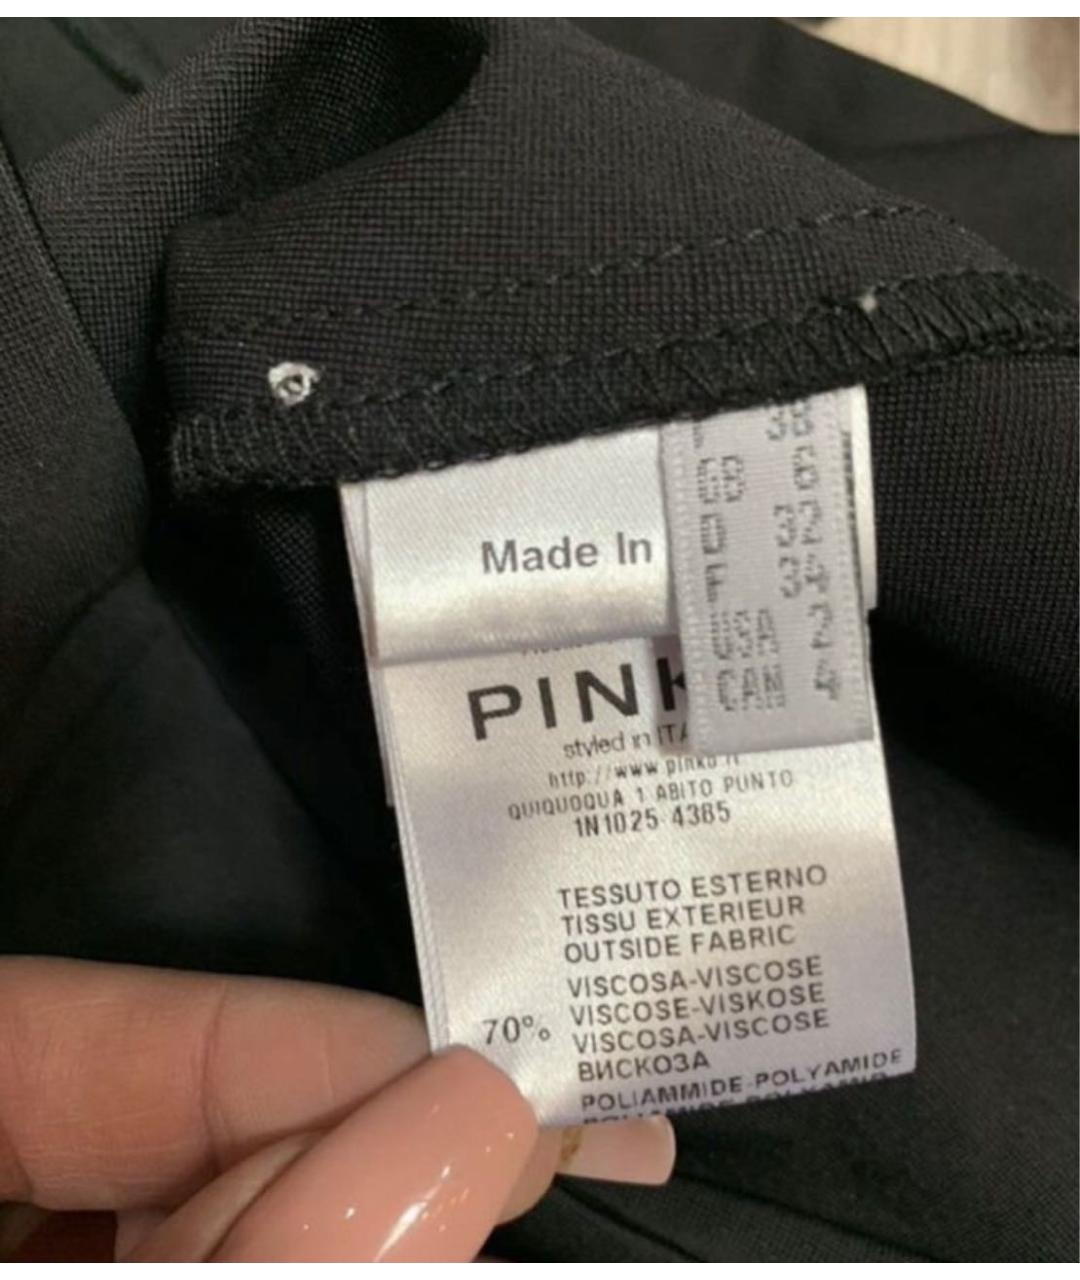 Made In
PINK
styled in ITA
http://www.pinko.it
QUIQUOQUA 1 ABITO PUNTO
1N1025 4385
TESSUTO ESTERNO
TISSU EXTERIEUR
OUTSIDE FABRIC
VISCOSA-VISCOSE
VISCOSE-VISKOSE
70% VISCOSA-VISCOSE
ВИСКОЗА
POLIAMMIDE-POLYAMIDE